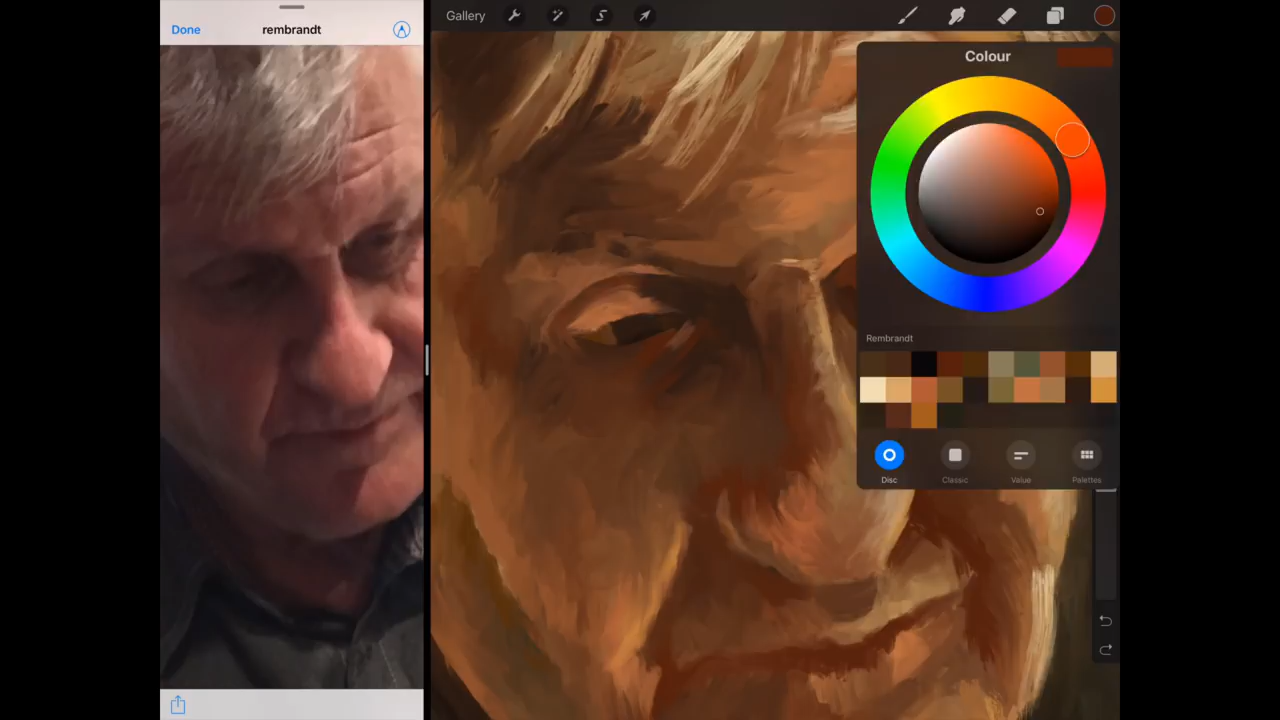 Done
rembrandt
Gallery
Colour
Rembrandt
Disc
Classic
Value
Palettes